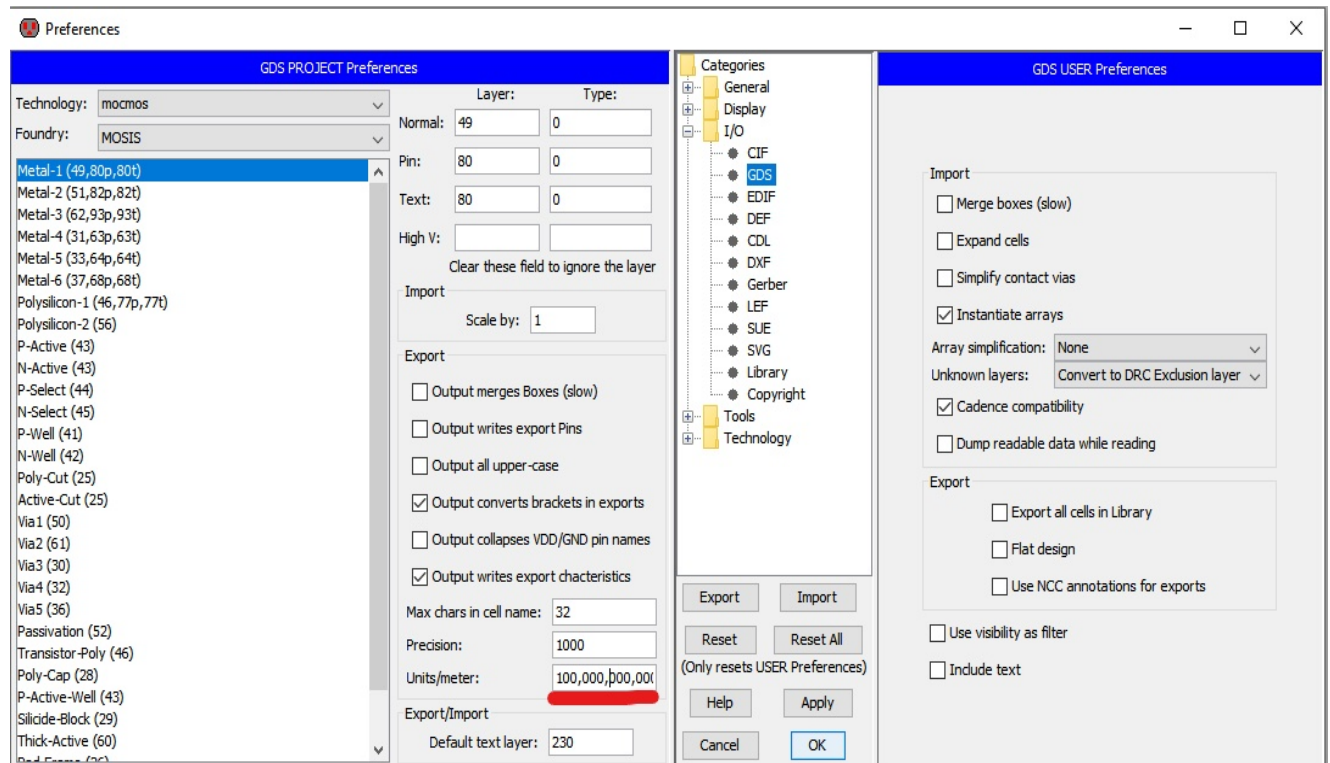 Preferences
GDS PROJECT Preferences
Technology: mocmos
Foundry: MOSIS
Metal-1 (49,80p,80t)
Metal-2 (51,82p,82t)
Metal-3 (62,93p,93t)
Metal-4 (31,63p,63t)
Metal-5 (33,64p,64t)
Metal-6 (37,68p,68t)
Polysilicon-1 (46,77p,77t)
Polysilicon-2 (56)
P-Active (43)
N-Active (43)
P-Select (44)
N-Select (45)
P-Well (41)
N-Well (42)
Poly-Cut (25)
Active-Cut (25)
Via1 (50)
Via2 (61)
Via3 (30)
Via4 (32)
Via5 (36)
Passivation (52)
Transistor-Poly (46)
Poly-Cap (28)
P-Active-Well (43)
Silicide-Block (29)
Thick-Active (60)
Layer: Type:
Normal: 49 0
Pin: 80 0
Text: 80 0
High V:
Clear these field to ignore the layer
Import
Scale by: 1
Export
Output merges Boxes (slow)
Output writes export Pins
Output all upper-case
Output converts brackets in exports
Output collapses VDD/GND pin names
Output writes export chacteristics
Max chars in cell name: 32
Precision: 1000
Units/meter: 100,000,000,00
Export/Import
Default text layer: 230
Categories
General
Display
I/O
CIF
GDS
EDIF
DEF
CDL
DXF
Gerber
LEF
SUE
SVG
Library
Copyright
Tools
Technology
Export Import
Reset Reset All
(Only resets USER Preferences)
Help Apply
Cancel OK
GDS USER Preferences
Import
Merge boxes (slow)
Expand cells
Simplify contact vias
Instantiate arrays
Array simplification: None
Unknown layers: Convert to DRC Exclusion layer
Cadence compatibility
Dump readable data while reading
Export
Export all cells in Library
Flat design
Use NCC annotations for exports
Use visibility as filter
Include text